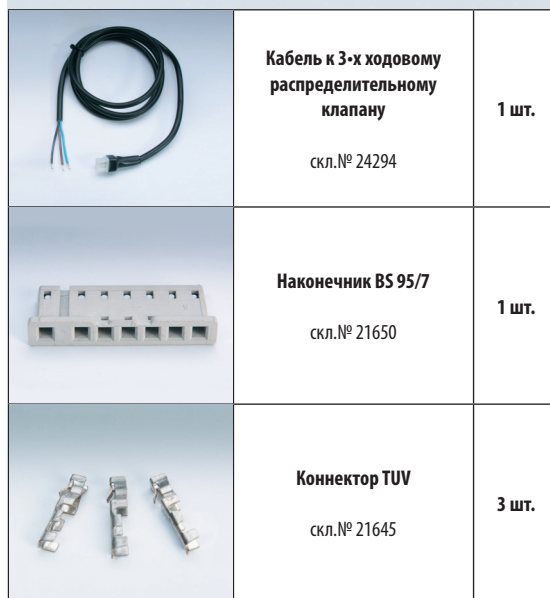 Кабель к 3•х ходовому
распределительному
клапану
скл.№ 24294
1 шт.
Наконечник BS 95/7
скл.№ 21650
1 шт.
Коннектор TUV
скл.№ 21645
3 шт.